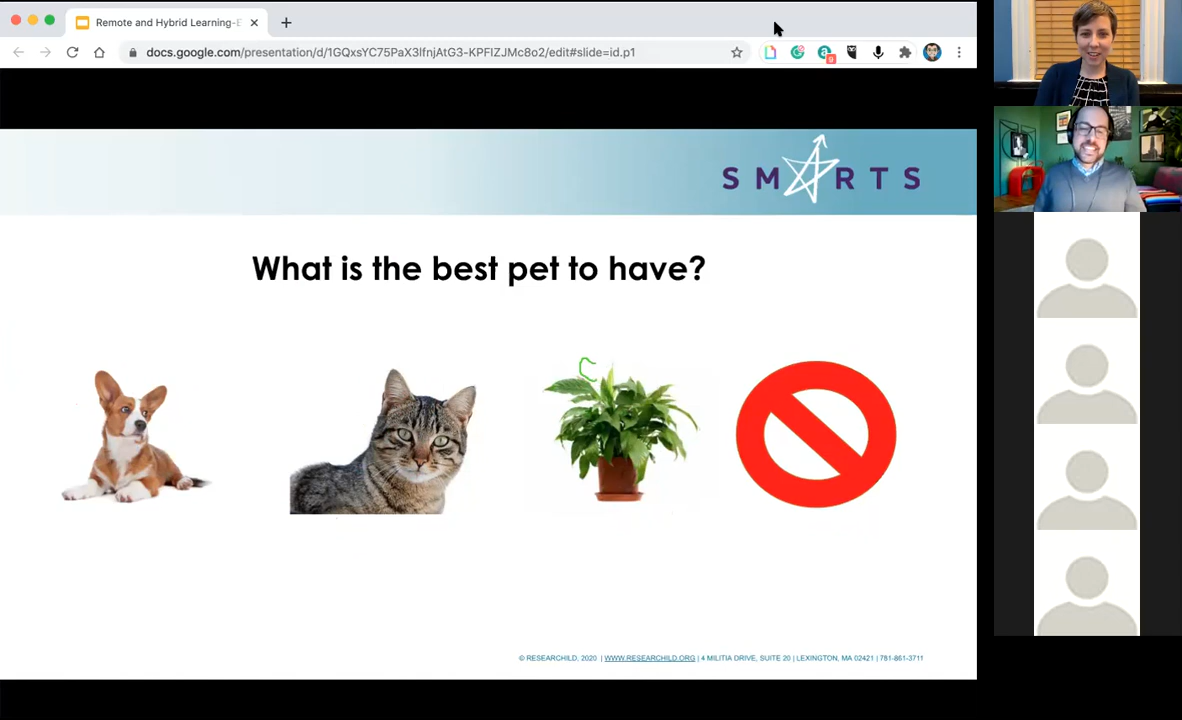 Remote and Hybrid Learning-E
docs.google.com/presentation/d/1GQxsYC75PaX3lfnjAtG3-KPFIZJMc8o2/edit#slide=id.p1
SMARTS
What is the best pet to have?
© RESEARCHILD, 2020 | WWW.RESEARCHILD.ORG | 4 MILITIA DRIVE, SUITE 20 | LEXINGTON, MA 02421 | 781-861-3711